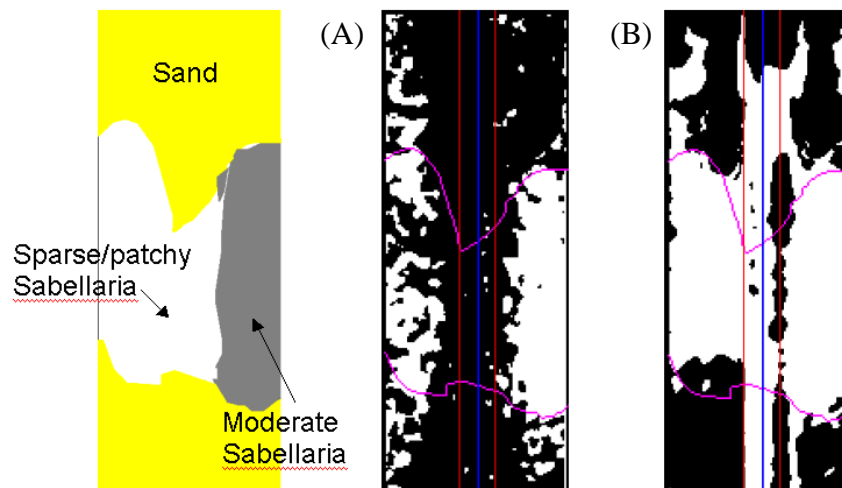 (A)
(B)
Sand
Sparse/patchy
Sabellaria
Moderate
Sabellaria